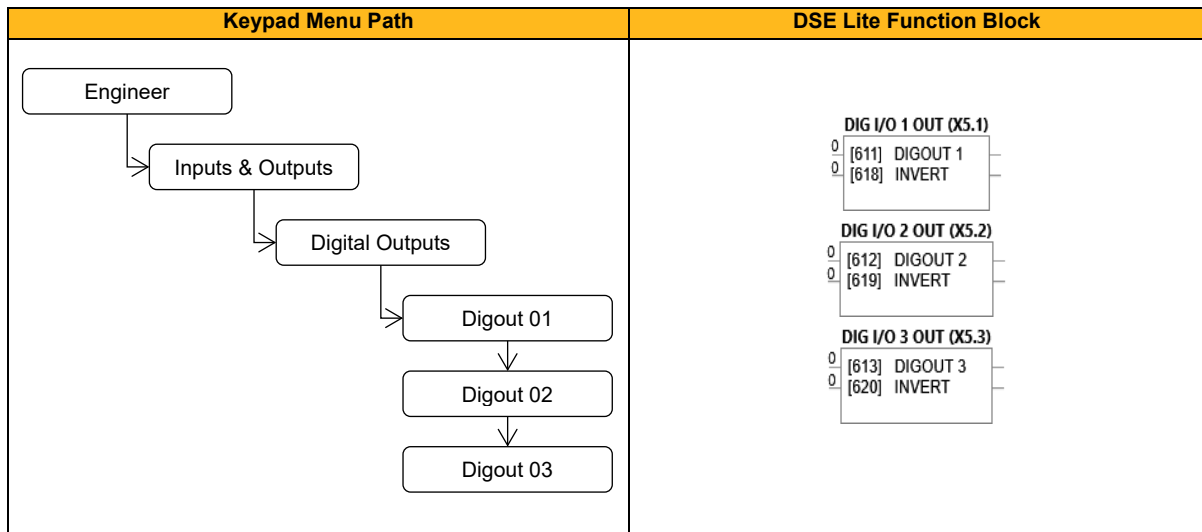 Keypad Menu Path
DSE Lite Function Block
Engineer
Inputs & Outputs
Digital Outputs
Digout 01
Digout 02
Digout 03
DIG I/O 1 OUT (X5.1)
0 [611] DIGOUT 1
0 [618] INVERT
DIG I/O 2 OUT (X5.2)
0 [612] DIGOUT 2
0 [619] INVERT
DIG I/O 3 OUT (X5.3)
0 [613] DIGOUT 3
0 [620] INVERT